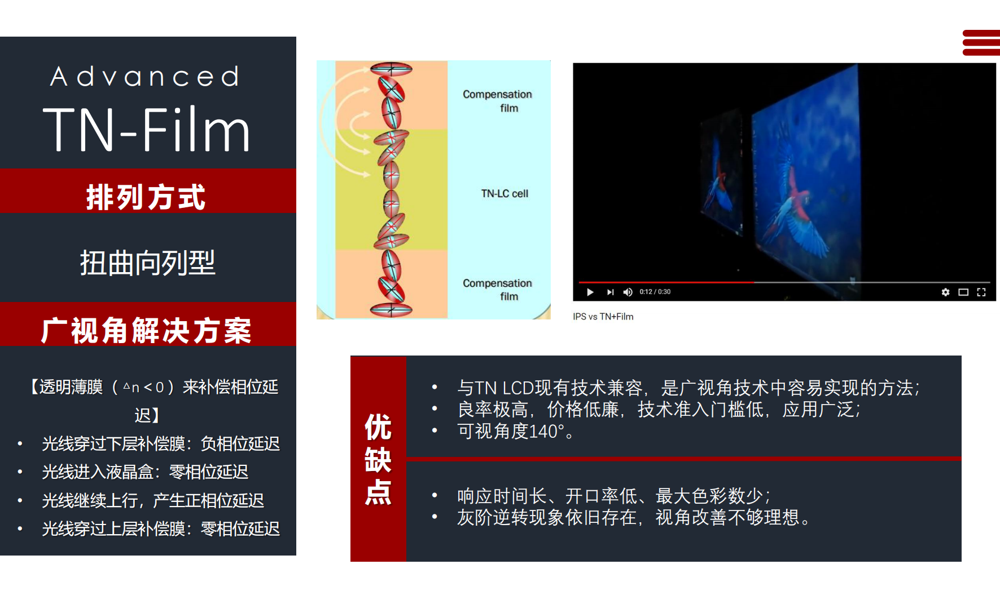 Advanced
TN-Film
排列方式
扭曲向列型
广视角解决方案
【透明薄膜（△n＜0）来补偿相位延
迟】
• 光线穿过下层补偿膜：负相位延迟
• 光线进入液晶盒：零相位延迟
• 光线继续上行，产生正相位延迟
• 光线穿过上层补偿膜：零相位延迟
Compensation
film
TN-LC cell
Compensation
film
0:12 / 0:30
IPS vs TN+Film
优
缺
点
• 与TN LCD现有技术兼容，是广视角技术中容易实现的方法；
• 良率极高，价格低廉，技术准入门槛低，应用广泛；
• 可视角度140°。
• 响应时间长、开口率低、最大色彩数少；
• 灰阶逆转现象依旧存在，视角改善不够理想。